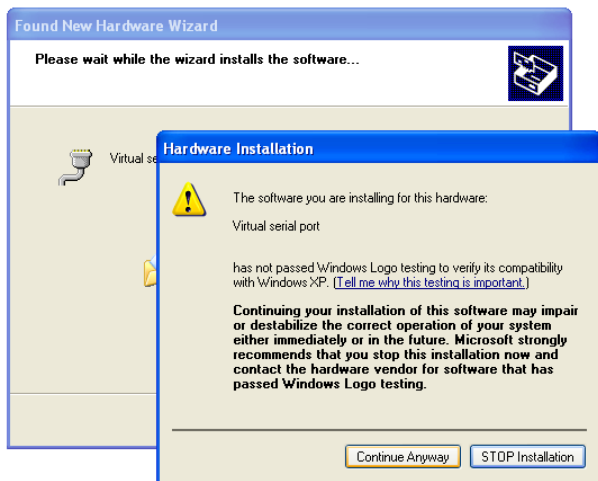 Found New Hardware Wizard
Please wait while the wizard installs the software...
Virtual
Hardware Installation
The software you are installing for this hardware:
Virtual serial port
has not passed Windows Logo testing to verify its compatibility
with Windows XP. (Tell me why this testing is important.)
Continuing your installation of this software may impair
or destabilize the correct operation of your system
either immediately or in the future. Microsoft strongly
recommends that you stop this installation now and
contact the hardware vendor for software that has
passed Windows Logo testing.
Continue Anyway
STOP Installation